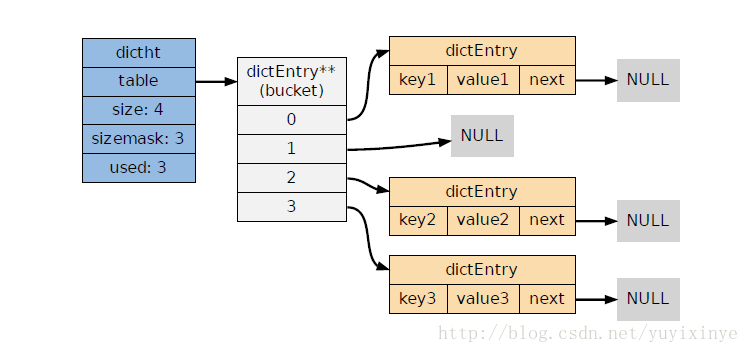 dictht
table
size: 4
sizemask: 3
used: 3
dictEntry**
(bucket)
0
1
2
3
dictEntry
key1 value1 next
NULL
NULL
dictEntry
key2 value2 next
NULL
dictEntry
key3 value3 next
NULL
http://blog.csdn.net/yuyixinye